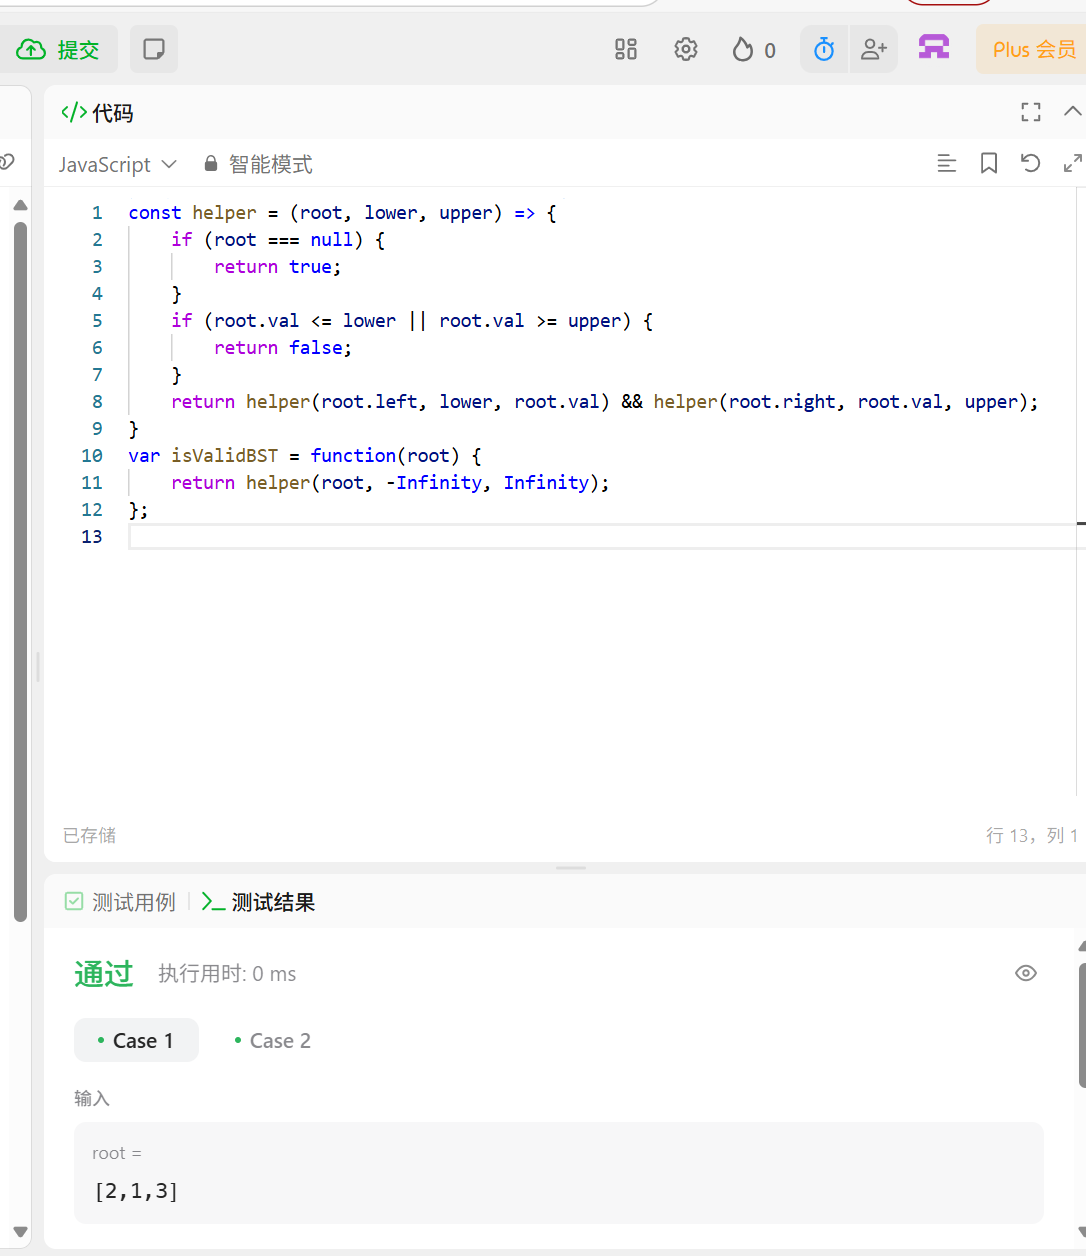 提交
0
Plus 会员
</> 代码
JavaScript 智能模式
1 const helper = (root, lower, upper) => {
2     if (root === null) {
3         return true;
4     }
5     if (root.val <= lower || root.val >= upper) {
6         return false;
7     }
8     return helper(root.left, lower, root.val) && helper(root.right, root.val, upper);
9 }
10 var isValidBST = function(root) {
11     return helper(root, -Infinity, Infinity);
12 };
13
已存储 行 13，列 1
测试用例 >_ 测试结果
通过 执行用时: 0 ms
• Case 1 • Case 2
输入
root =
[2,1,3]